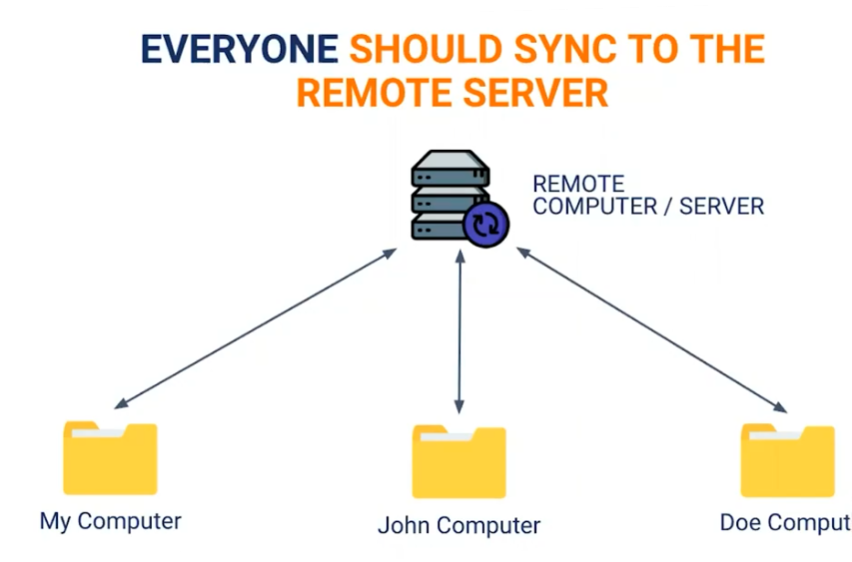 EVERYONE SHOULD SYNC TO THE
REMOTE SERVER
REMOTE
COMPUTER / SERVER
My Computer
John Computer
Doe Comput